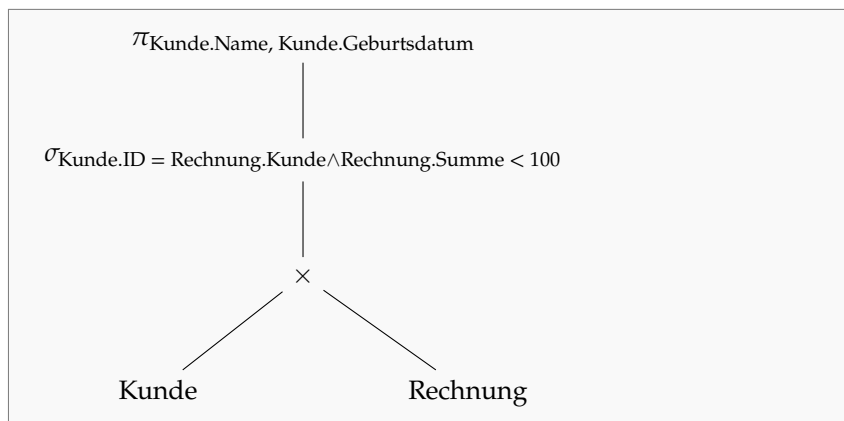 πKunde.Name, Kunde.Geburtsdatum
σKunde.ID = Rechnung.Kunde∧Rechnung.Summe < 100
×
Kunde Rechnung